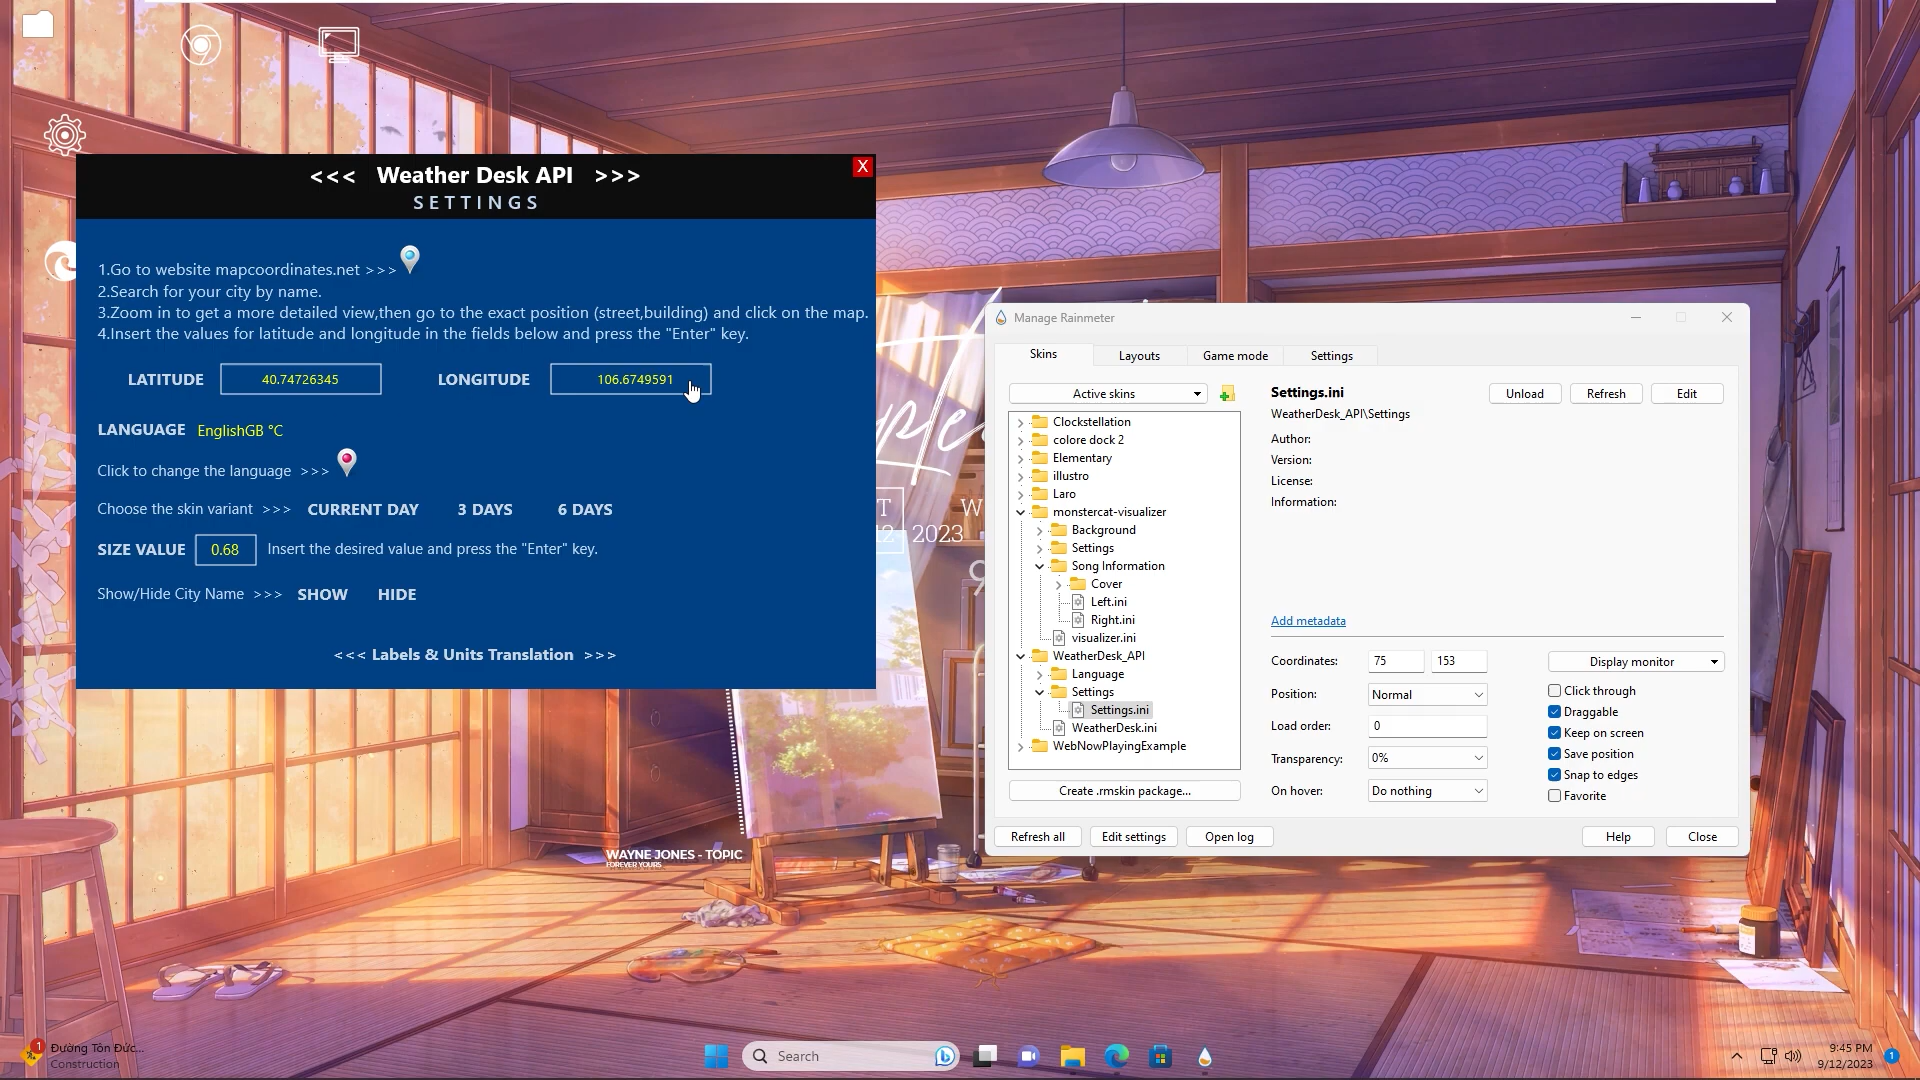 <<< Weather Desk API >>>
X
SETTINGS
1.Go to website mapcoordinates.net >>>
2.Search for your city by name.
3.Zoom in to get a more detailed view,then go to the exact position (street,building) and click on the map.
4.Insert the values for latitude and longitude in the fields below and press the "Enter" key.
LATITUDE 40.74726345 LONGITUDE 106.6749591
LANGUAGE EnglishGB °C
Click to change the language >>>
Choose the skin variant >>> CURRENT DAY 3 DAYS 6 DAYS
SIZE VALUE 0.68 Insert the desired value and press the "Enter" key.
Show/Hide City Name >>> SHOW HIDE
<<< Labels & Units Translation >>>
T W
12 - 2023
9
WAYNE JONES - TOPIC
FOREVER YOURS
Manage Rainmeter
Skins Layouts Game mode Settings
Active skins
Clockstellation
colore dock 2
Elementary
illustro
Laro
monstercat-visualizer
Background
Settings
Song Information
Cover
Left.ini
Right.ini
visualizer.ini
WeatherDesk_API
Language
Settings
Settings.ini
WeatherDesk.ini
WebNowPlayingExample
Create .rmskin package...
Settings.ini Unload Refresh Edit
WeatherDesk_API\Settings
Author:
Version:
License:
Information:
Add metadata
Coordinates: 75 153 Display monitor
Position: Normal
Load order: 0
Transparency: 0%
On hover: Do nothing
Click through
Draggable
Keep on screen
Save position
Snap to edges
Favorite
Refresh all Edit settings Open log Help Close
1
Đường Tôn Đức...
Construction
Search
9:45 PM
9/12/2023
1